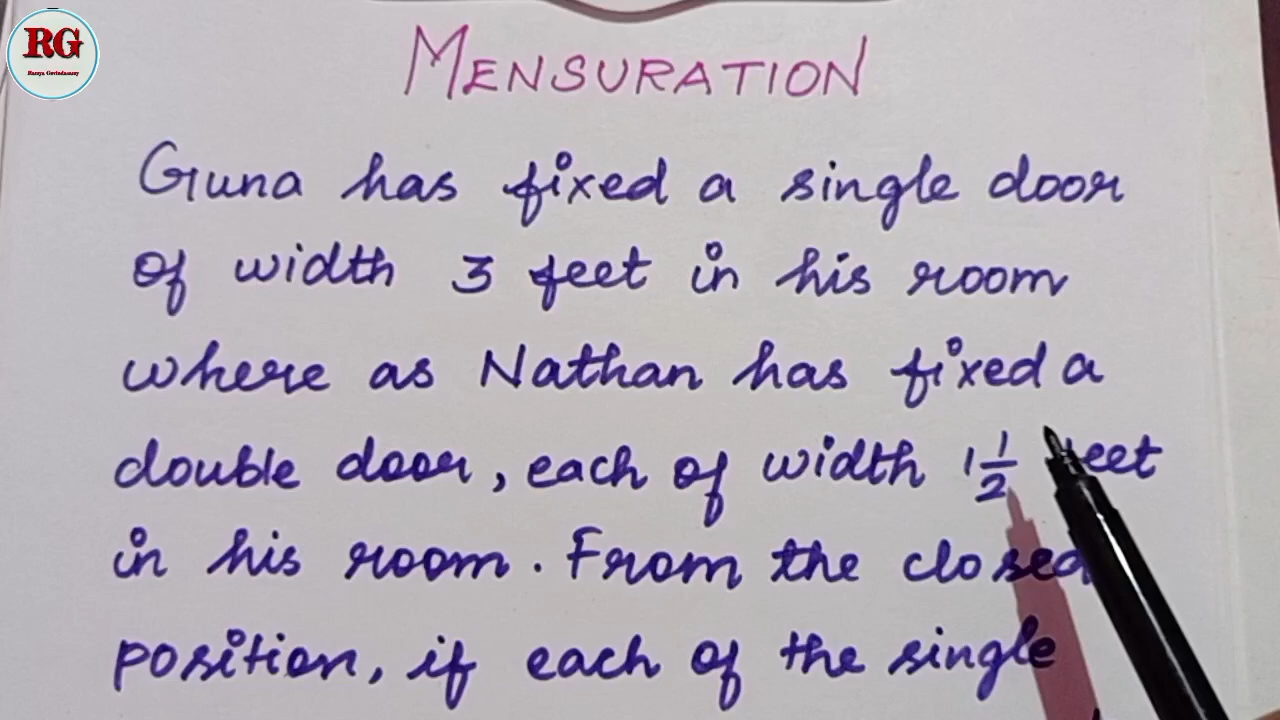 RG
Ramya Govindasamy
MENSURATION
Guna has fixed a single door
of width 3 feet in his room
where as Nathan has fixed a
double door, each of width 1 1/2 feet
in his room. From the closed
position, if each of the single